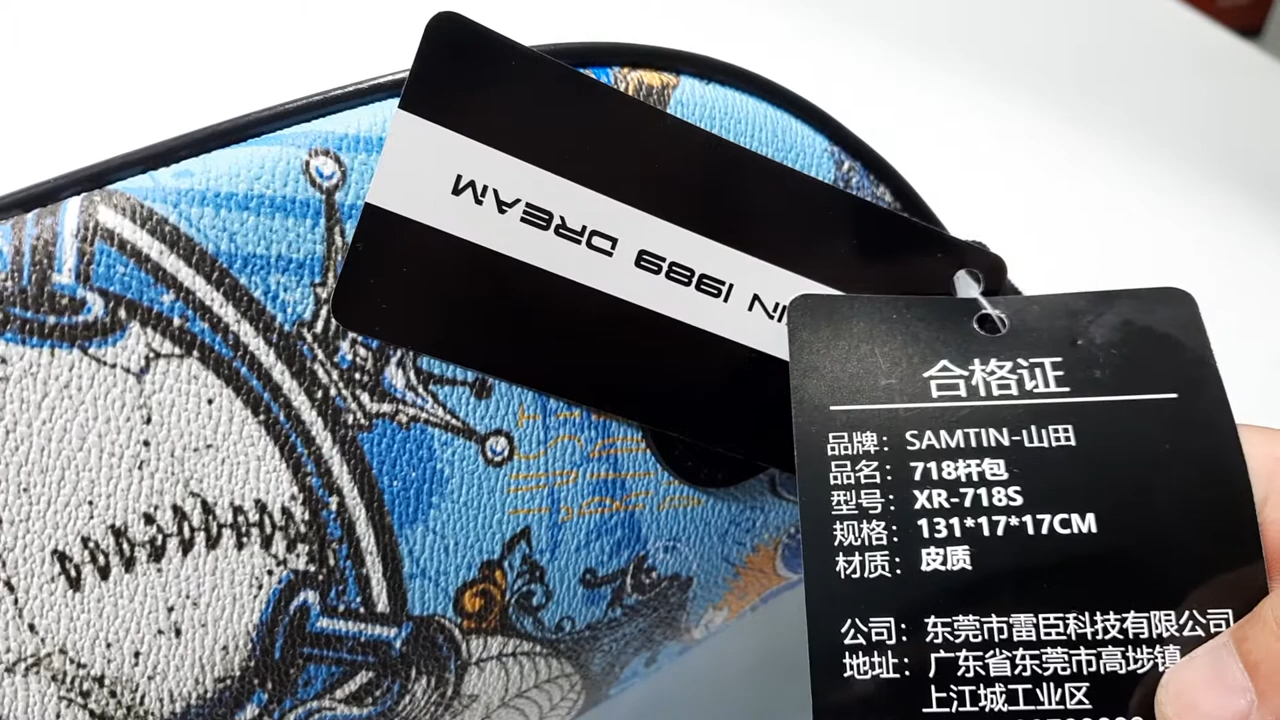 IN 1989 DREAM
合格证
品牌：SAMTIN-山田
品名：718杆包
型号：XR-718S
规格：131*17*17CM
材质：皮质
公司：东莞市雷臣科技有限公司
地址：广东省东莞市高埗镇
上江城工业区